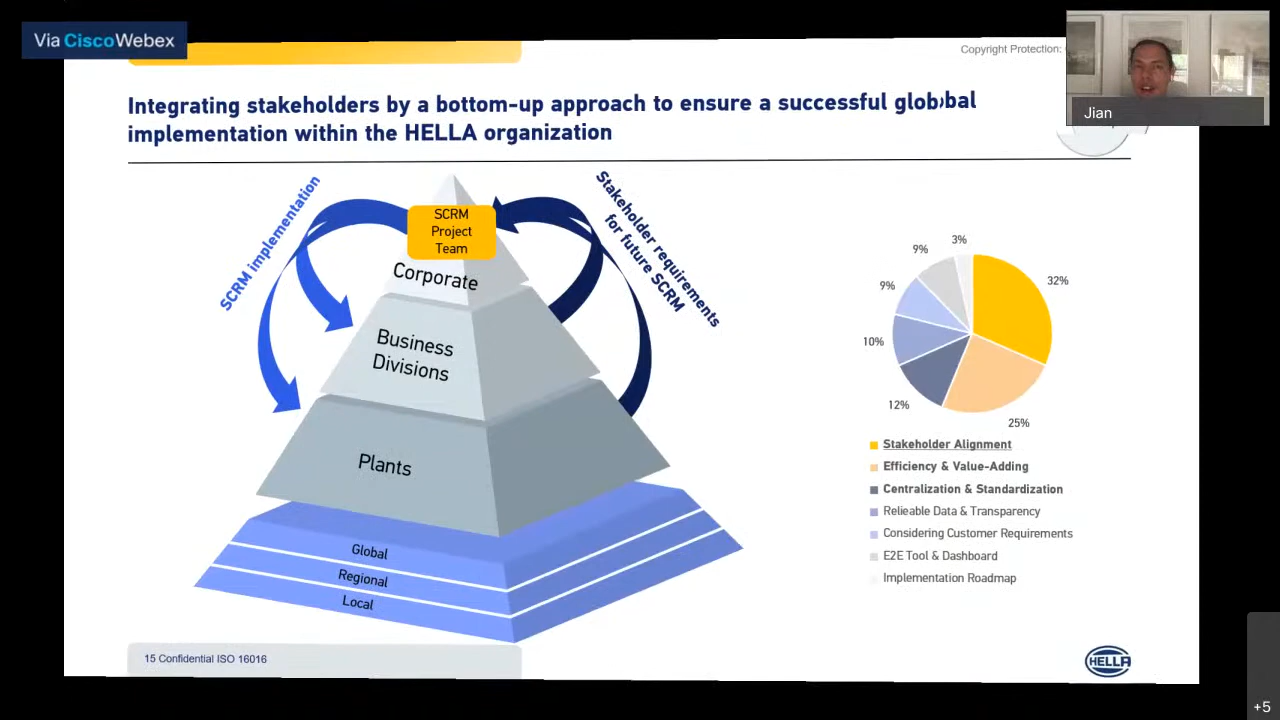 Via CiscoWebex
Copyright Protection:
Jian
Integrating stakeholders by a bottom-up approach to ensure a successful globbal
implementation within the HELLA organization
SCRM implementation
SCRM
Project
Team
Corporate
Business
Divisions
Plants
Global
Regional
Local
Stakeholder requirements
for future SCRM
3%
9%
32%
9%
10%
12%
25%
Stakeholder Alignment
Efficiency & Value-Adding
Centralization & Standardization
Relieable Data & Transparency
Considering Customer Requirements
E2E Tool & Dashboard
Implementation Roadmap
15 Confidential ISO 16016
HELLA
+5